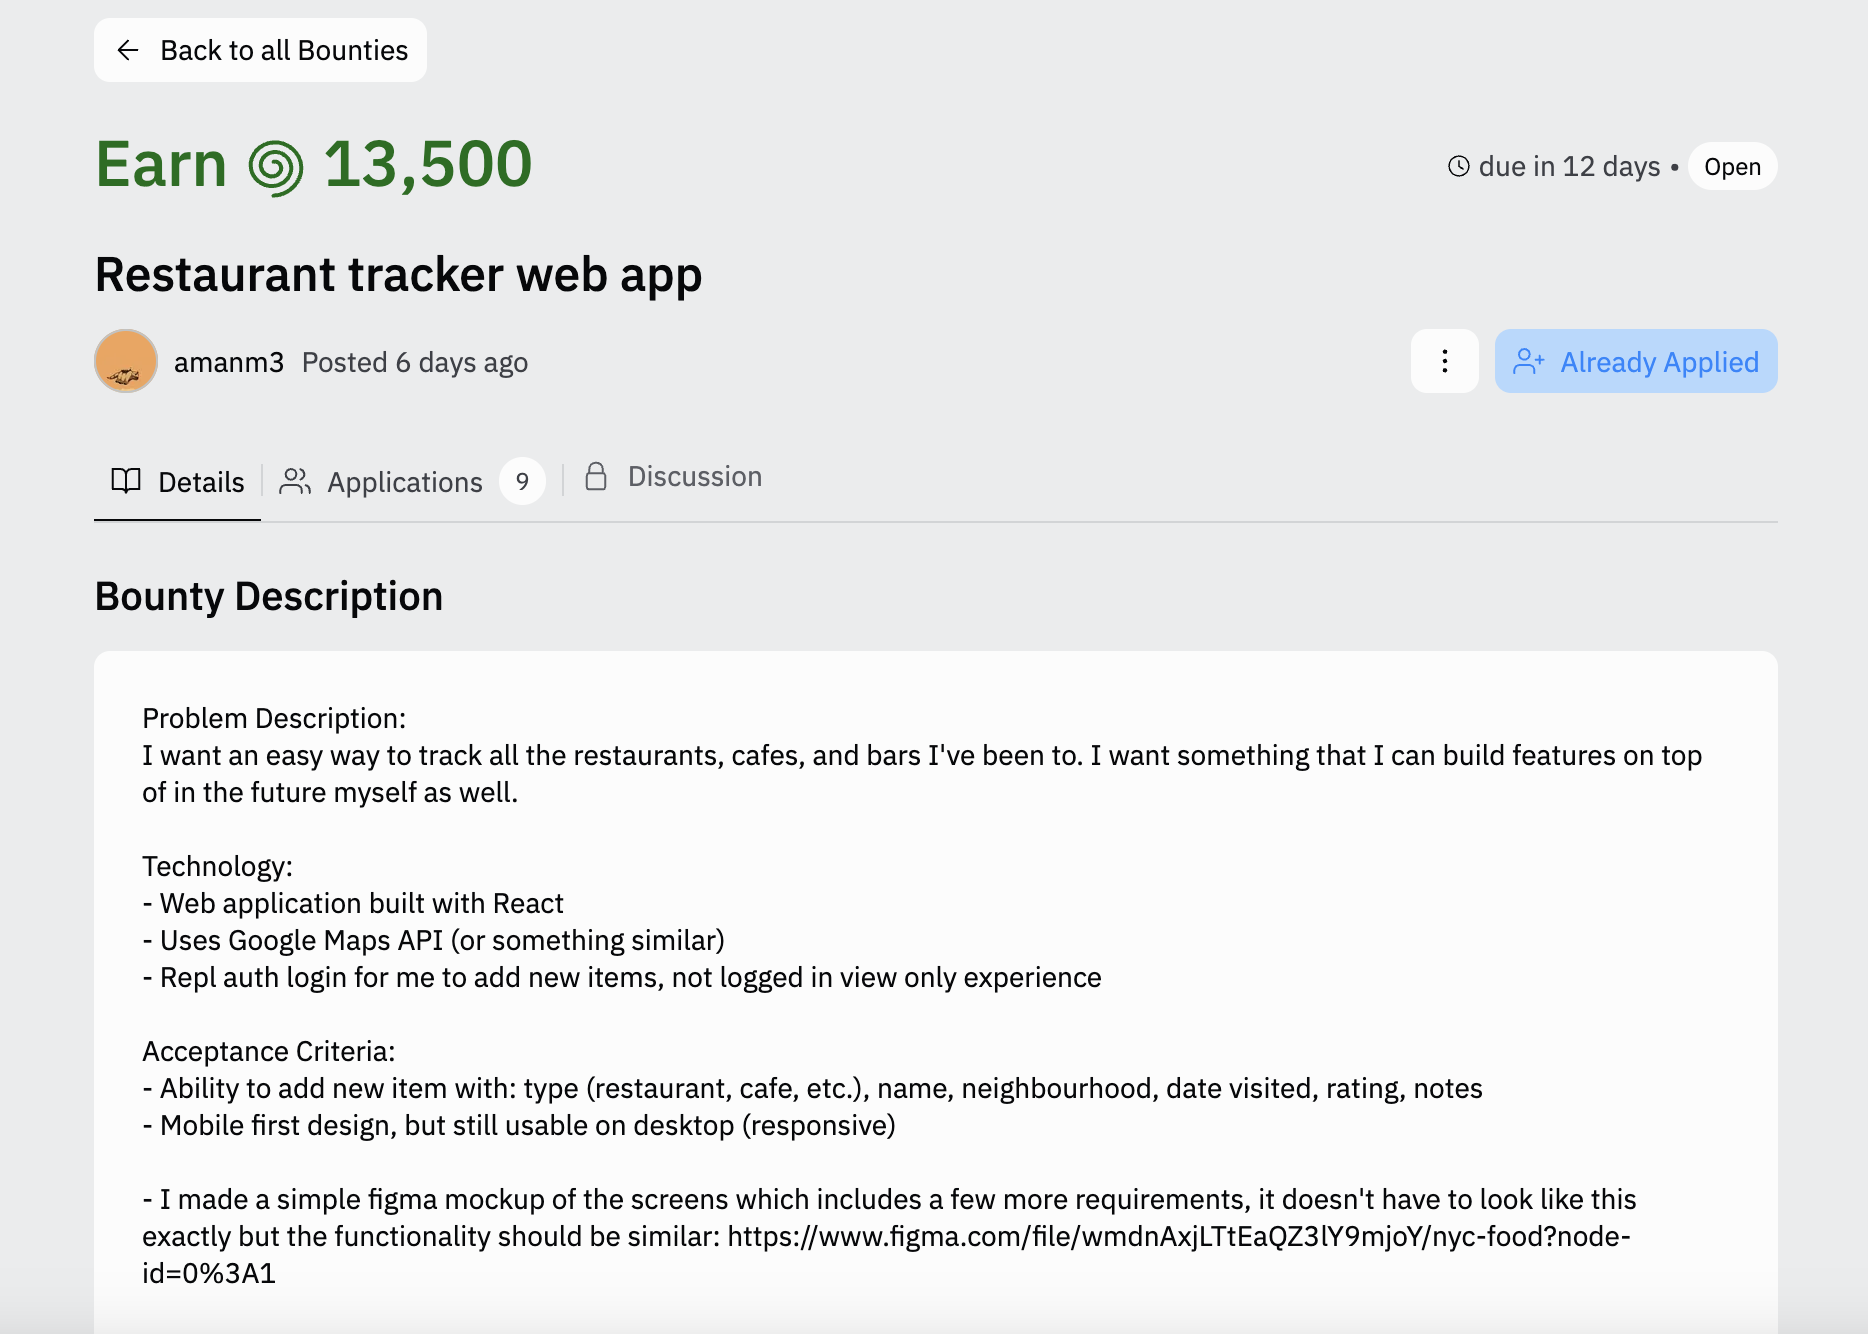 Back to all Bounties
Earn 13,500
due in 12 days • Open
Restaurant tracker web app
amanm3 Posted 6 days ago
Already Applied
Details Applications 9 Discussion
Bounty Description
Problem Description:
I want an easy way to track all the restaurants, cafes, and bars I've been to. I want something that I can build features on top
of in the future myself as well.
Technology:
- Web application built with React
- Uses Google Maps API (or something similar)
- Repl auth login for me to add new items, not logged in view only experience
Acceptance Criteria:
- Ability to add new item with: type (restaurant, cafe, etc.), name, neighbourhood, date visited, rating, notes
- Mobile first design, but still usable on desktop (responsive)
- I made a simple figma mockup of the screens which includes a few more requirements, it doesn't have to look like this
exactly but the functionality should be similar: https://www.figma.com/file/wmdnAxjLTtEaQZ3lY9mjoY/nyc-food?node-
id=0%3A1